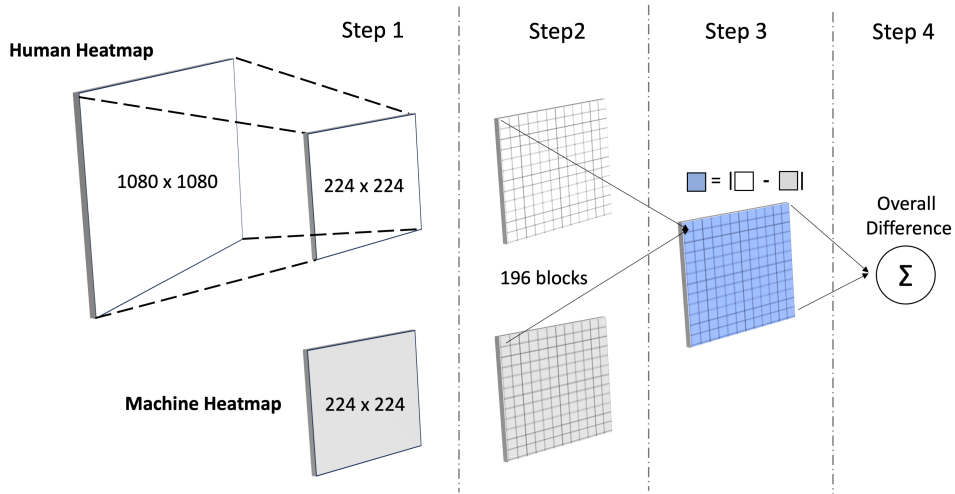 Step 1
Step2
Step 3
Step 4
Human Heatmap
1080 x 1080
224 x 224
= | - |
Overall
Difference
Σ
196 blocks
Machine Heatmap
224 x 224